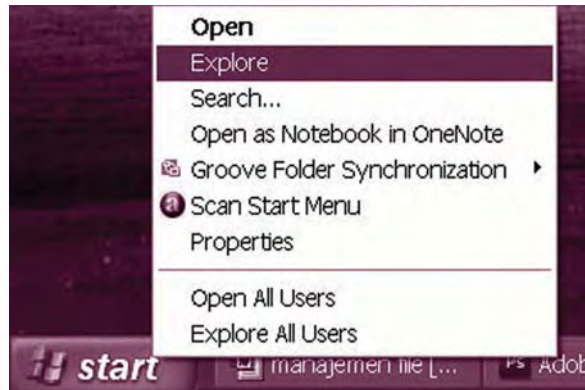 Open
Explore
Search...
Open as Notebook in OneNote
Groove Folder Synchronization
Scan Start Menu
Properties
Open All Users
Explore All Users
start
manajemen file [...
Ps Adob